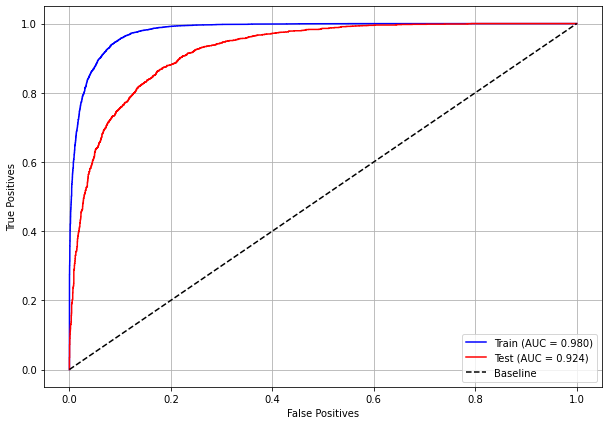 1.0
0.8
0.6
0.4
0.2
0.0
True Positives
0.0 0.2 0.4 0.6 0.8 1.0
False Positives
Train (AUC = 0.980)
Test (AUC = 0.924)
Baseline